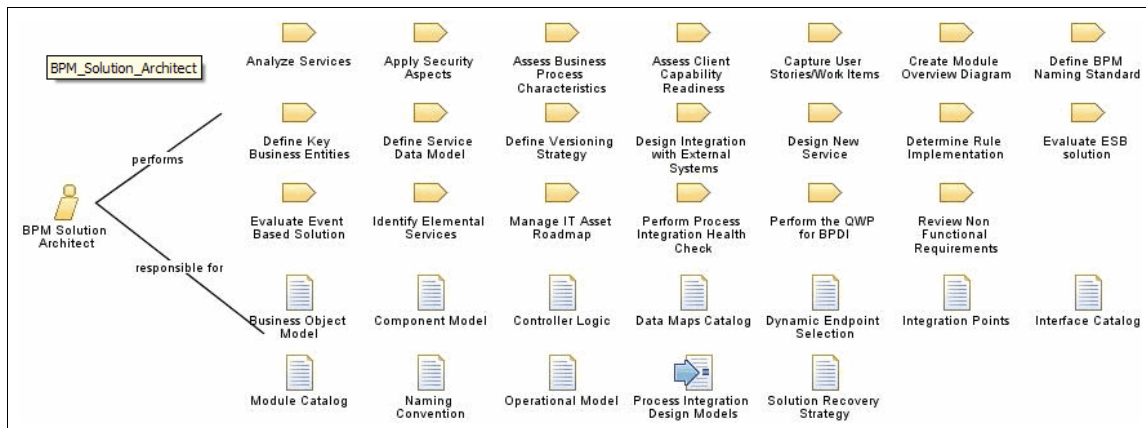 BPM_Solution_Architect
Analyze Services
Apply Security
Aspects
Assess Business
Process
Characteristics
Assess Client
Capability
Readiness
Capture User
Stories/Work Items
Create Module
Overview Diagram
Define BPM
Naming Standard
performs
Define Key
Business Entities
Define Service
Data Model
Define Versioning
Strategy
Design Integration
with External
Systems
Design New
Service
Determine Rule
Implementation
Evaluate ESB
solution
BPM Solution
Architect
Evaluate Event
Based Solution
Identify Elemental
Services
Manage IT Asset
Roadmap
Perform Process
Integration Health
Check
Perform the QWP
for BPDI
Review Non
Functional
Requirements
responsible for
Business Object
Model
Component Model
Controller Logic
Data Maps Catalog
Dynamic Endpoint
Selection
Integration Points
Interface Catalog
Module Catalog
Naming
Convention
Operational Model
Process Integration
Design Models
Solution Recovery
Strategy